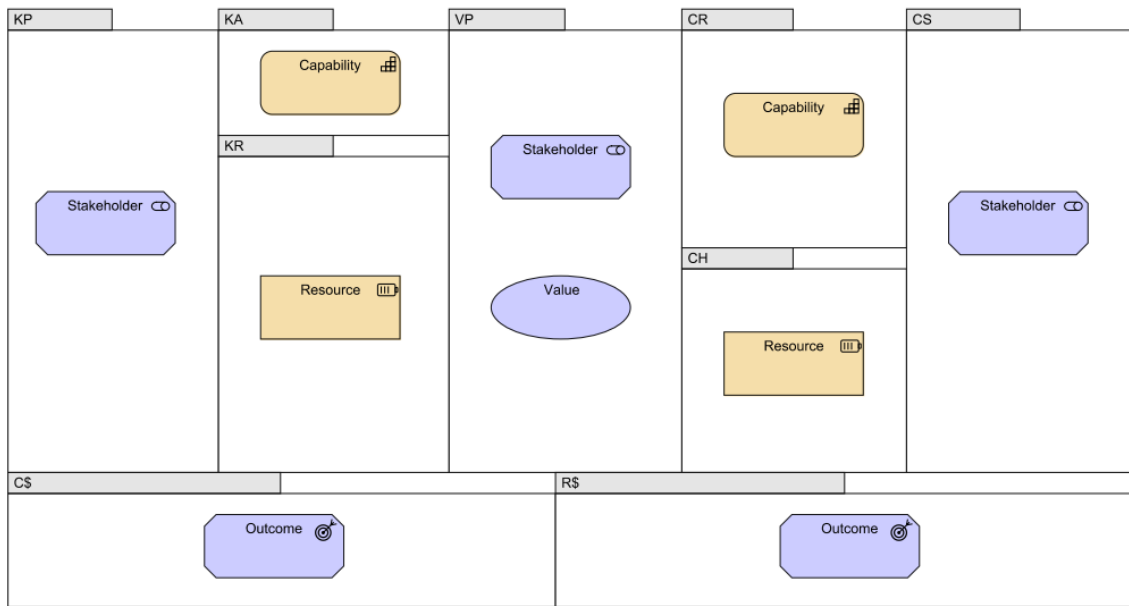 KP
KA
VP
CR
CS
Capability
Capability
KR
Stakeholder
Stakeholder
Stakeholder
CH
Resource
Value
Resource
C$
R$
Outcome
Outcome